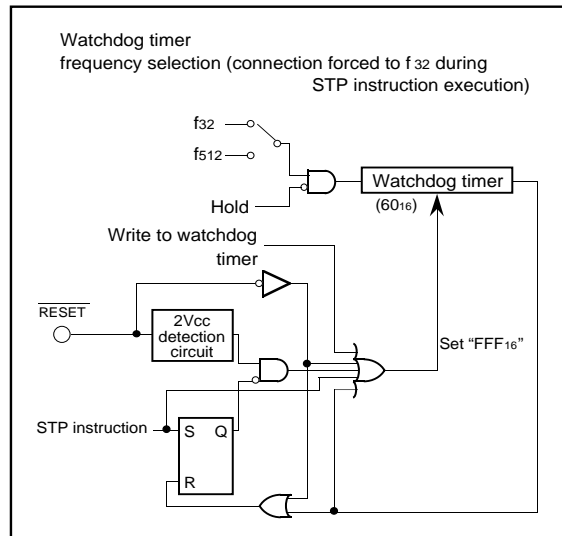 Watchdog timer
frequency selection (connection forced to f32 during
STP instruction execution)
f32
f512
Hold
Watchdog timer
(6016)
Write to watchdog
timer
RESET
2Vcc
detection
circuit
Set “FFF16”
STP instruction
S Q
R